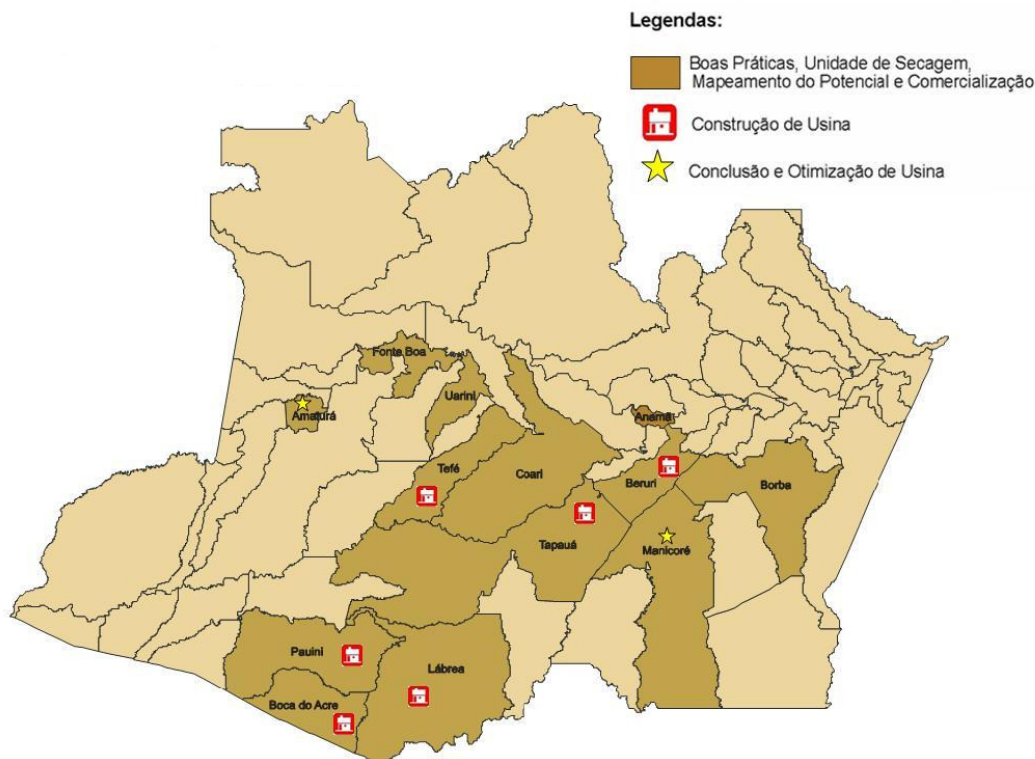 Legendas:
Boas Práticas, Unidade de Secagem,
Mapeamento do Potencial e Comercialização
Construção de Usina
Conclusão e Otimização de Usina
Fonte Boa
Uarini
Amaturá
Anamã
Tefé
Coari
Beruri
Borba
Tapauá
Manicoré
Pauini
Lábrea
Boca do Acre